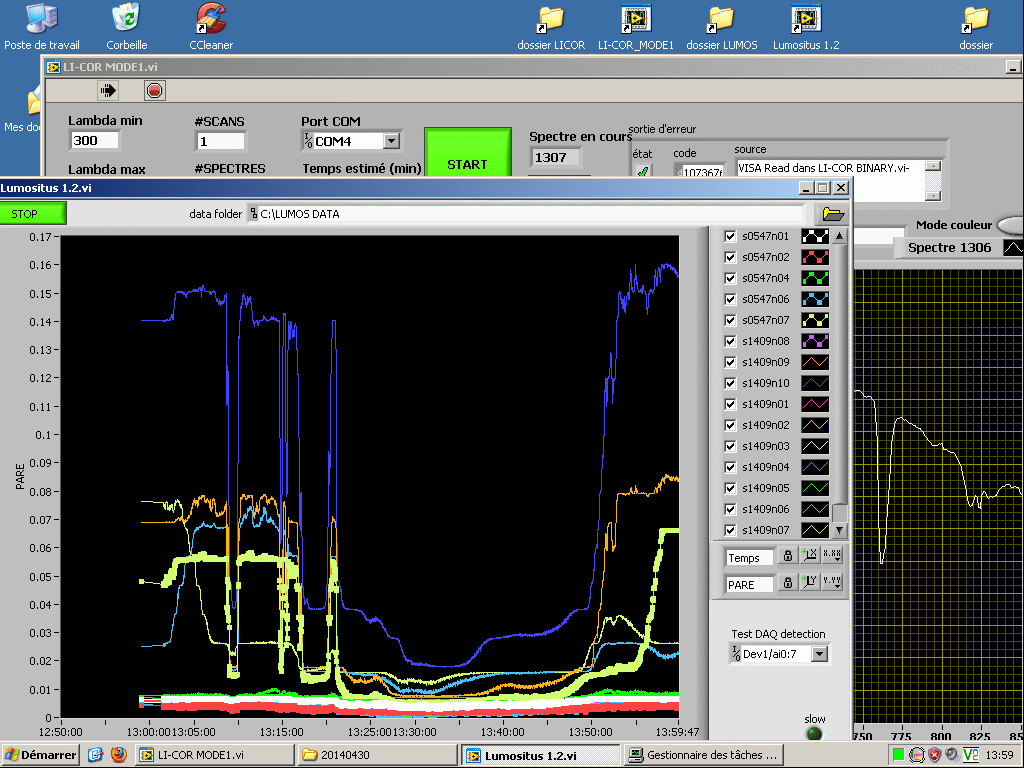 Poste de travail
Corbeille
CCleaner
dossier LICOR
LI-COR_MODE1
dossier LUMOS
Lumositus 1.2
dossier
Mes do
LI-COR MODE1.vi
Lambda min
#SCANS
Port COM
300
1
COM4
START
Spectre en cours
1307
sortie d'erreur
état
code
source
107367
VISA Read dans LI-COR BINARY.vi-
Lambda max
#SPECTRES
Temps estimé (min)
Mode couleur
Spectre 1306
Lumositus 1.2.vi
STOP
data folder
C:\LUMOS DATA
0.17
0.16
0.15
0.14
0.13
0.12
0.11
0.1
0.09
0.08
0.07
0.06
0.05
0.04
0.03
0.02
0.01
0
PARE
12:50:00
13:00:00
13:05:00
13:15:00
13:25:00
13:30:00
13:40:00
13:50:00
13:59:47
s0547n01
s0547n02
s0547n04
s0547n06
s0547n07
s1409n08
s1409n09
s1409n10
s1409n01
s1409n02
s1409n03
s1409n04
s1409n05
s1409n06
s1409n07
Temps
X
X.XX
PARE
Y
Y.YY
Test DAQ detection
Dev1/ai0:7
slow
750
775
800
825
85
Démarrer
LI-COR MODE1.vi
20140430
Lumositus 1.2.vi
Gestionnaire des tâches ...
V2
13:59